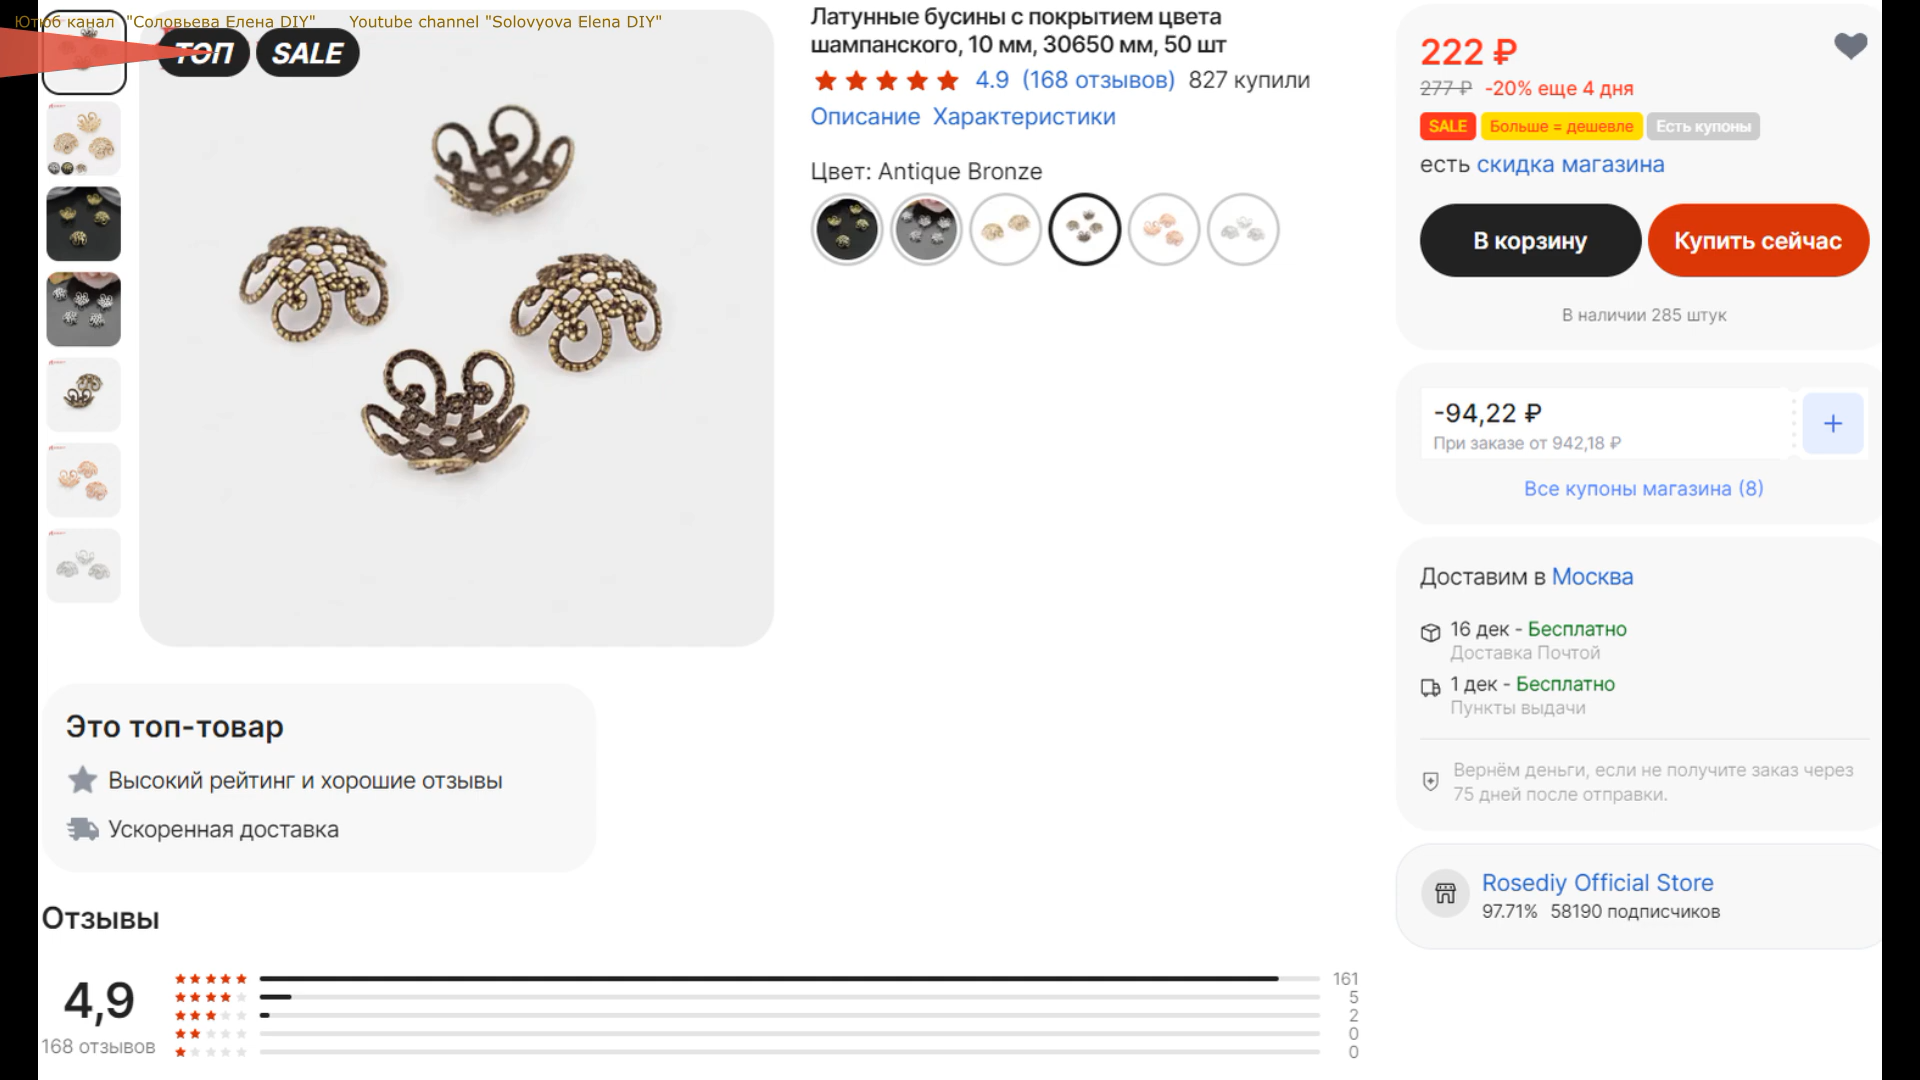 Ютюб канал "Соловьева Елена DIY" Youtube channel "Solovyova Elena DIY"
ТОП SALE
Латунные бусины с покрытием цвета
шампанского, 10 мм, 30650 мм, 50 шт
4.9 (168 отзывов) 827 купили
Описание Характеристики
Цвет: Antique Bronze
222 ₽
277 ₽ -20% еще 4 дня
SALE Больше = дешевле Есть купоны
есть скидка магазина
В корзину Купить сейчас
В наличии 285 штук
-94,22 ₽
При заказе от 942,18 ₽
+
Все купоны магазина (8)
Доставим в Москва
16 дек - Бесплатно
Доставка Почтой
1 дек - Бесплатно
Пункты выдачи
Вернём деньги, если не получите заказ через
75 дней после отправки.
Rosediy Official Store
97.71% 58190 подписчиков
Это топ-товар
Высокий рейтинг и хорошие отзывы
Ускоренная доставка
Отзывы
4,9
168 отзывов
161
5
2
0
0